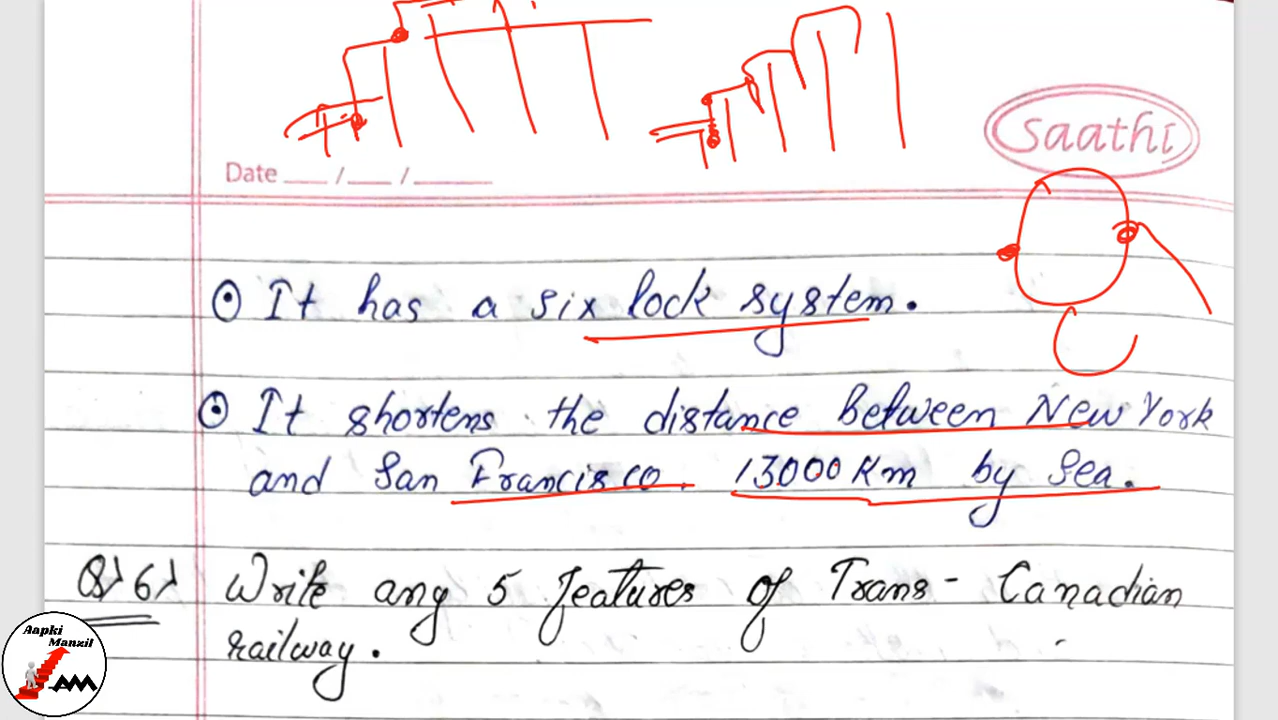 Saathi
Date ___ / ___ / _____
⊙ It has a six lock system.
⊙ It shortens the distance Between New York
and San Francisco. 13000 Km by Sea.
Q⟩ 6⟩ Write any 5 features of Trans - Canadian
railway.
Aapki
Manzil
AM